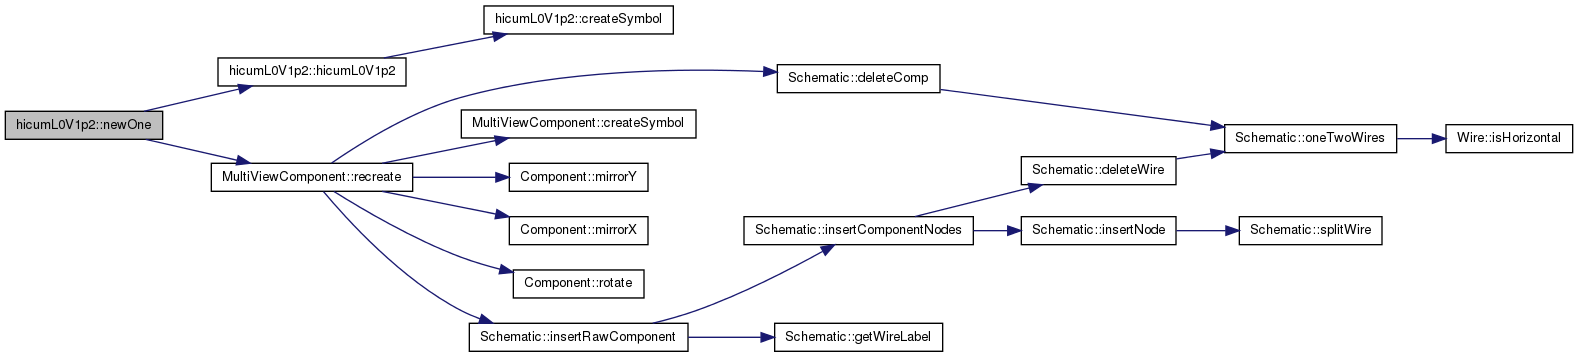 hicumL0V1p2::createSymbol
hicumL0V1p2::hicumL0V1p2
Schematic::deleteComp
hicumL0V1p2::newOne
MultiViewComponent::createSymbol
Schematic::oneTwoWires
Wire::isHorizontal
Schematic::deleteWire
MultiViewComponent::recreate
Component::mirrorY
Component::mirrorX
Schematic::insertComponentNodes
Schematic::insertNode
Schematic::splitWire
Component::rotate
Schematic::insertRawComponent
Schematic::getWireLabel